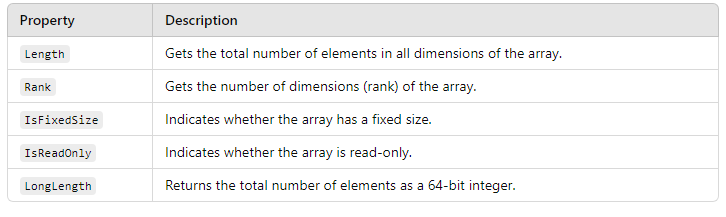 Property Description
Length Gets the total number of elements in all dimensions of the array.
Rank Gets the number of dimensions (rank) of the array.
IsFixedSize Indicates whether the array has a fixed size.
IsReadOnly Indicates whether the array is read-only.
LongLength Returns the total number of elements as a 64-bit integer.